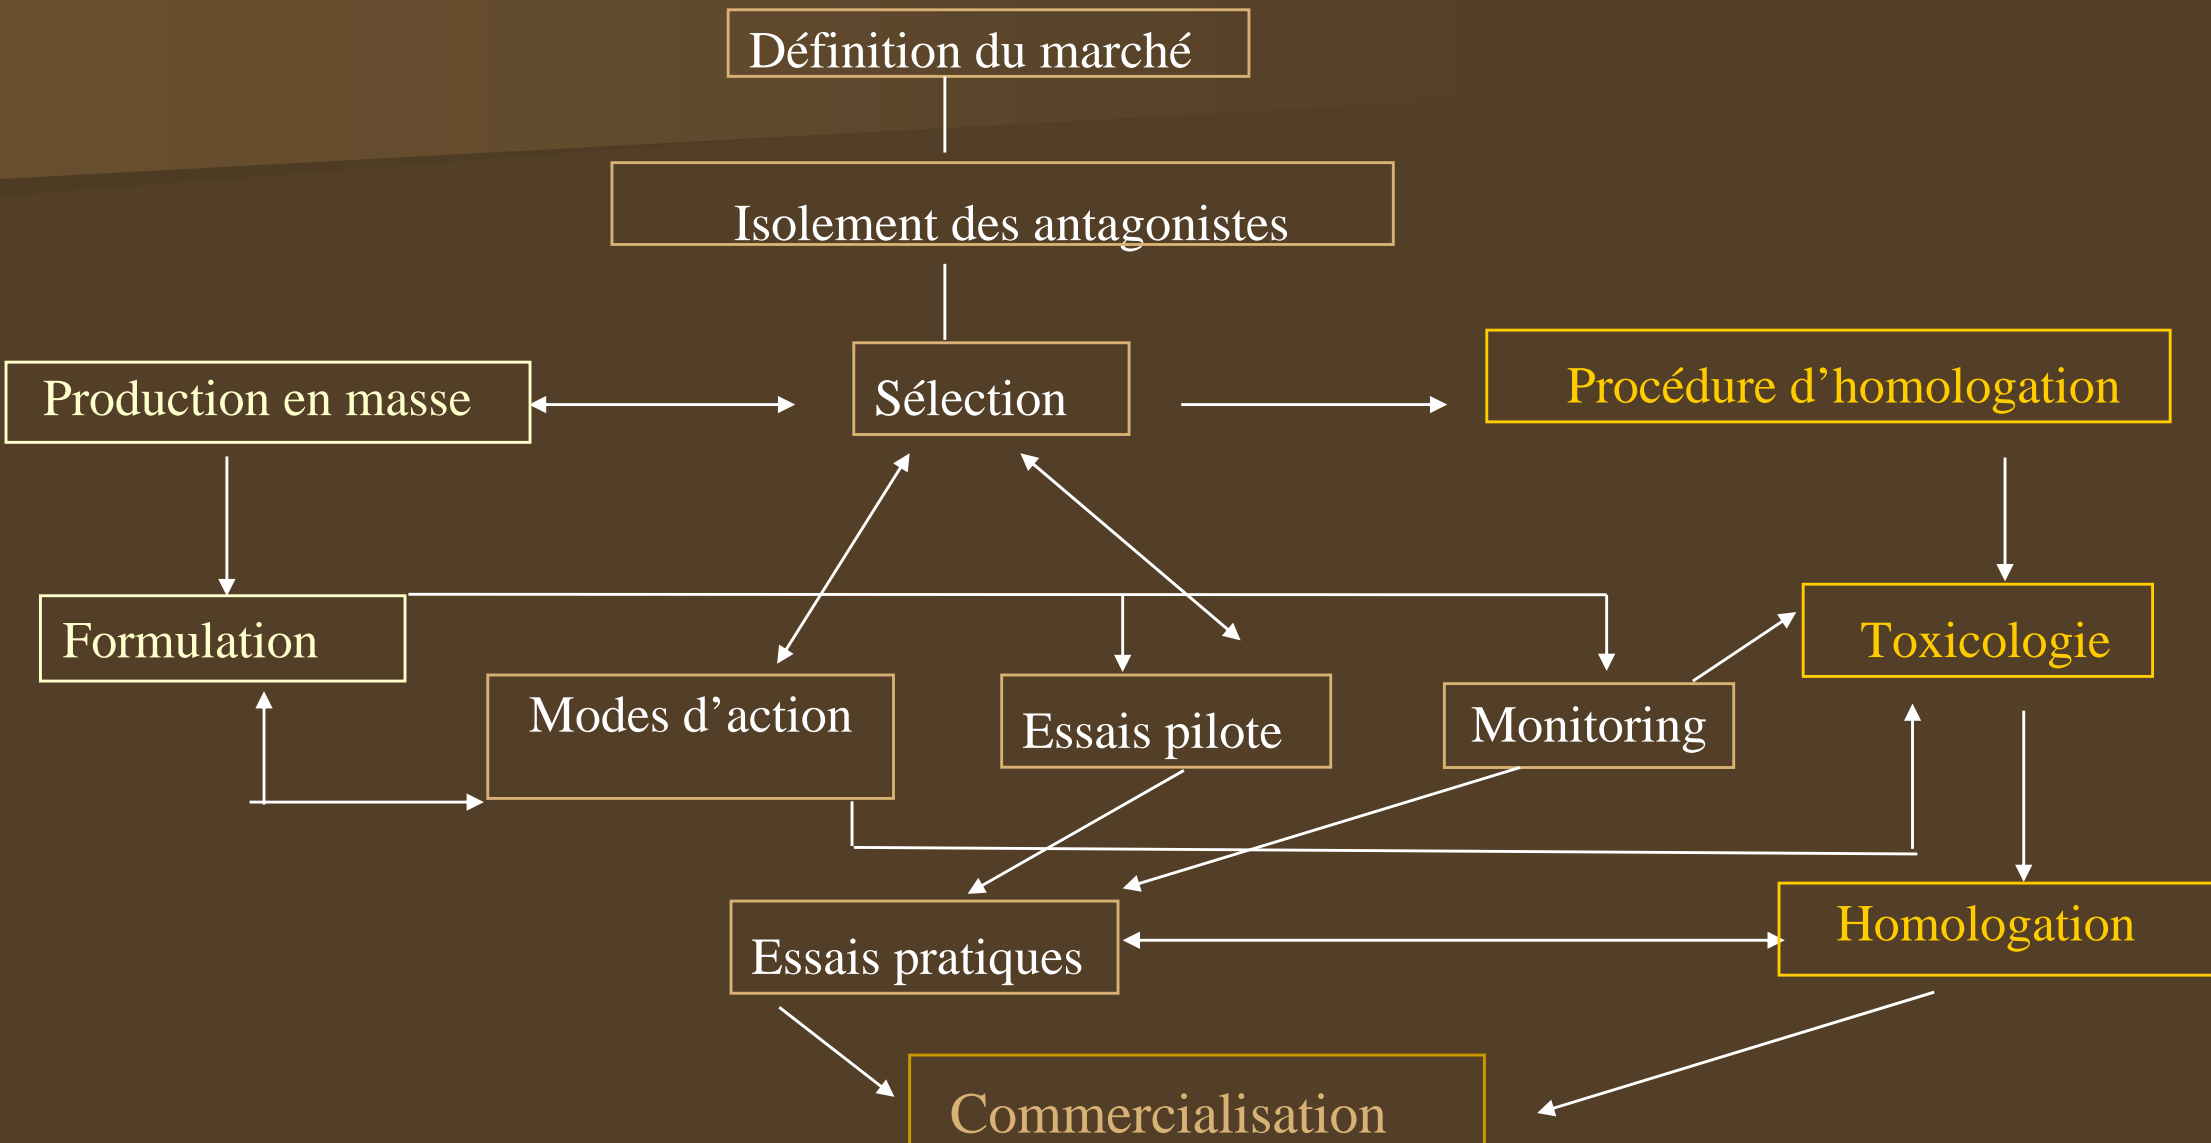 Définition du marché
Isolement des antagonistes
Production en masse
Sélection
Procédure d’homologation
Formulation
Toxicologie
Modes d’action
Essais pilote
Monitoring
Essais pratiques
Homologation
Commercialisation